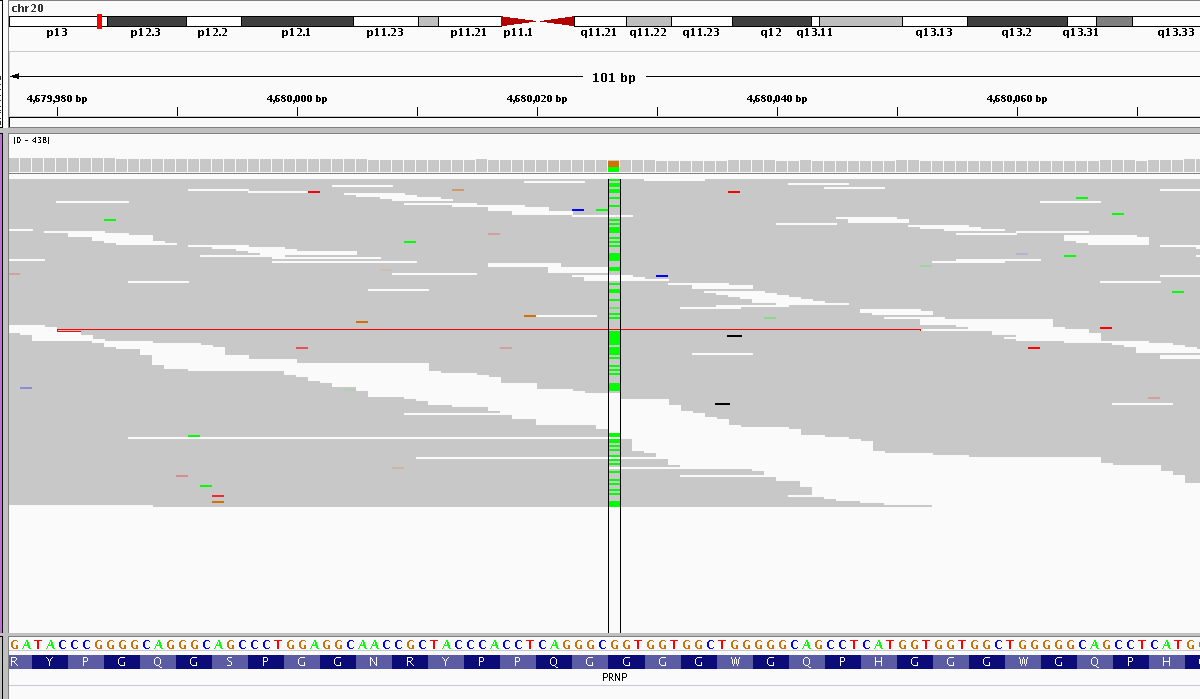 chr20
p13 p12.3 p12.2 p12.1 p11.23 p11.21 p11.1 q11.21 q11.22 q11.23 q12 q13.11 q13.13 q13.2 q13.31 q13.33
101 bp
4,679,980 bp 4,680,000 bp 4,680,020 bp 4,680,040 bp 4,680,060 bp
[0 - 438]
G A T A C C C G G G G C A G G G C A G C C C T G G A G G C A A C C G C T A C C C A C C T C A G G G C G G T G G T G G C T G G G G G C A G C C T C A T G G T G G T G G C T G G G G G C A G C C T C A T G
R Y P G Q G S P G G N R Y P P Q G G G G W G Q P H G G G W G Q P H
PRNP